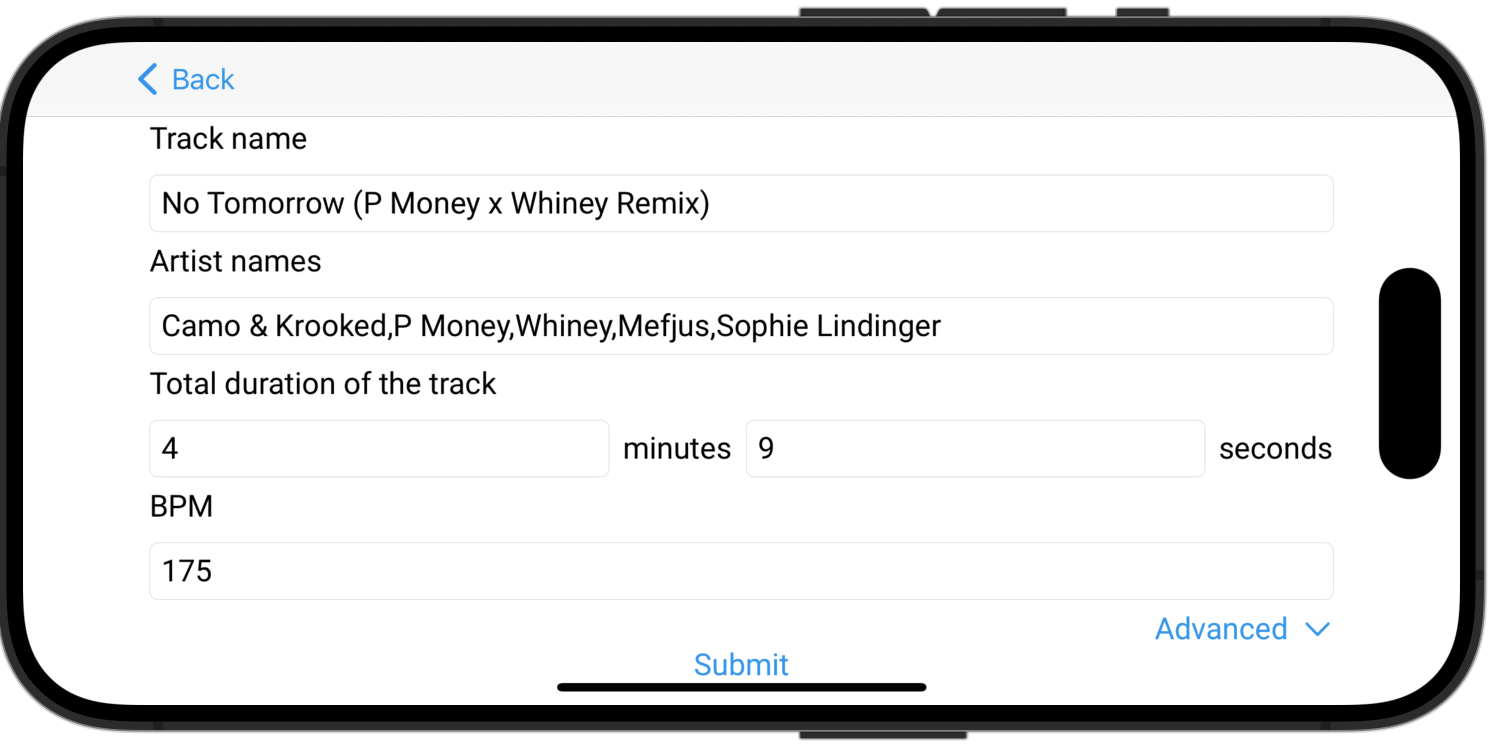 Back
Track name
No Tomorrow (P Money x Whiney Remix)
Artist names
Camo & Krooked,P Money,Whiney,Mefjus,Sophie Lindinger
Total duration of the track
4 minutes 9 seconds
BPM
175
Advanced
Submit